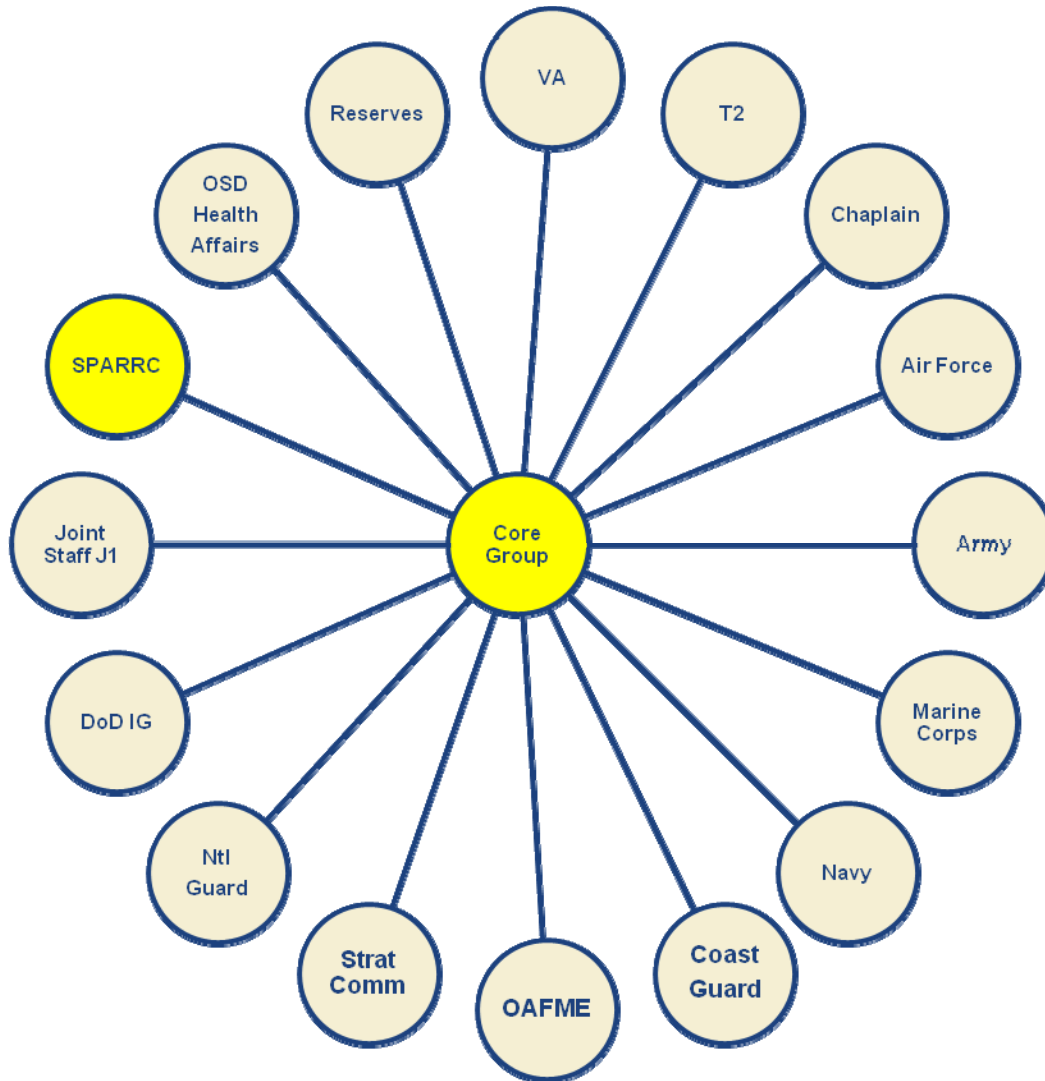 VA
T2
Reserves
Chaplain
OSD
Health
Affairs
Air Force
SPARRC
Core
Group
Army
Joint
Staff J1
Marine
Corps
DoD IG
Navy
Ntl
Guard
Coast
Guard
Strat
Comm
OAFME